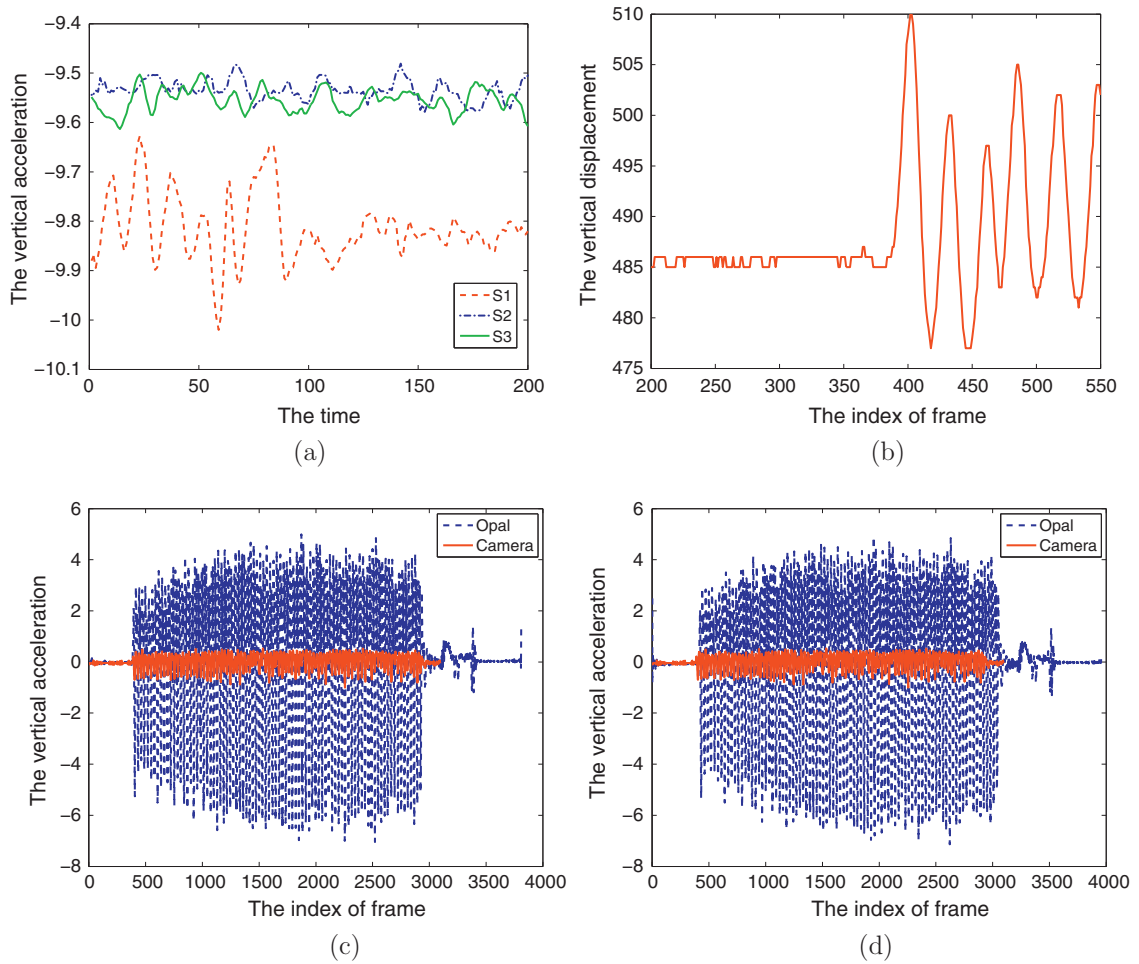 The vertical acceleration
−9.4
−9.5
−9.6
−9.7
−9.8
−9.9
−10
−10.1
0 50 100 150 200
The time
S1
S2
S3
(a)
The vertical displacement
510
505
500
495
490
485
480
475
200 250 300 350 400 450 500 550
The index of frame
(b)
The vertical acceleration
6
4
2
0
−2
−4
−6
−8
0 500 1000 1500 2000 2500 3000 3500 4000
The index of frame
Opal
Camera
(c)
The vertical acceleration
6
4
2
0
−2
−4
−6
−8
0 500 1000 1500 2000 2500 3000 3500 4000
The index of frame
Opal
Camera
(d)